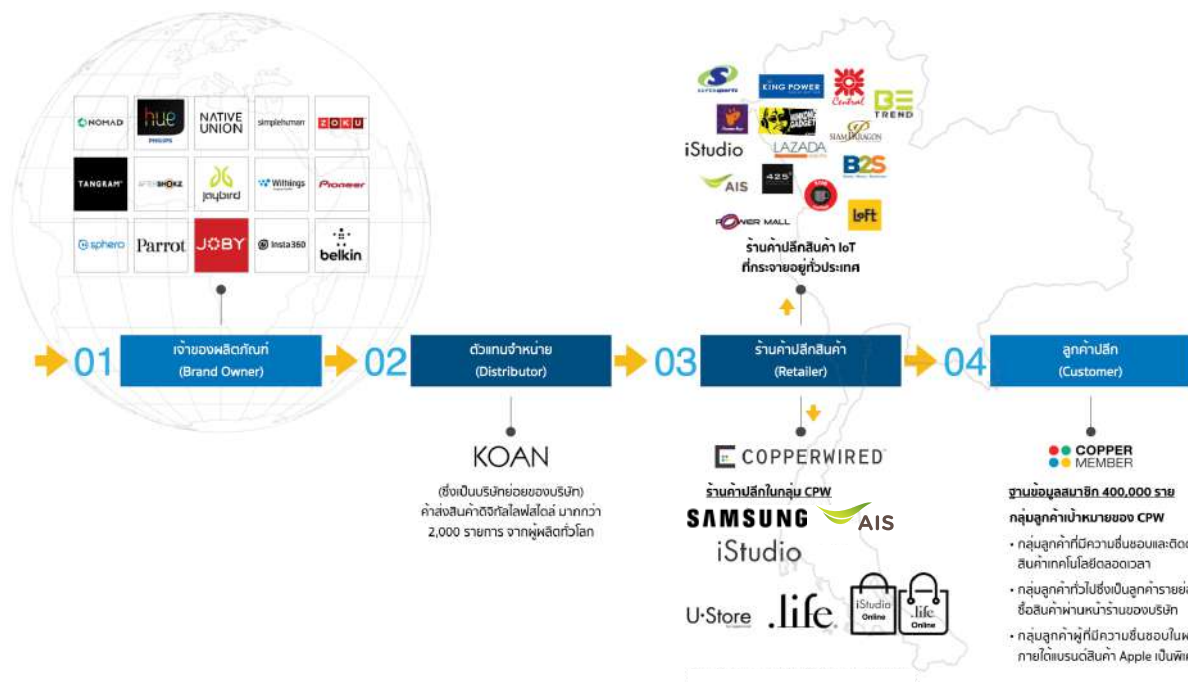 NOMAD
hue
PHILIPS
NATIVE
UNION
simplehuman
ZOKU
TANGRAM
AFTERSHOKZ
jaybird
Withings
Pioneer
sphero
Parrot
JOBY
Insta360
belkin
supersports
KING POWER
Central
BE
TREND
SIAM PARAGON
iStudio
LAZADA
B2S
AIS
425°
POWER MALL
Loft
ร้านค้าปลีกสินค้า IoT
ที่กระจายอยู่ทั่วประเทศ
01
เจ้าของผลิตภัณฑ์
(Brand Owner)
02
ตัวแทนจำหน่าย
(Distributor)
03
ร้านค้าปลีกสินค้า
(Retailer)
04
ลูกค้าปลีก
(Customer)
KOAN
(ซึ่งเป็นบริษัทย่อยของบริษัท)
ค้าส่งสินค้าดิจิทัลไลฟสไตล์ มากกว่า
2,000 รายการ จากผู้ผลิตทั่วโลก
COPPERWIRED
ร้านค้าปลีกในกลุ่ม CPW
SAMSUNG
AIS
iStudio
U•Store
.life
iStudio
Online
.life
Online
COPPER
MEMBER
ฐานข้อมูลสมาชิก 400,000 ราย
กลุ่มลูกค้าเป้าหมายของ CPW
• กลุ่มลูกค้าที่มีความชื่นชอบและติด
สินค้าเทคโนโลยีตลอดเวลา
• กลุ่มลูกค้าทั่วไปซึ่งเป็นลูกค้าราย
ซื้อสินค้าผ่านหน้าร้านของบริษัท
• กลุ่มลูกค้าผู้ที่มีความชื่นชอบใน
ภายใต้แบรนด์สินค้า Apple เป็น